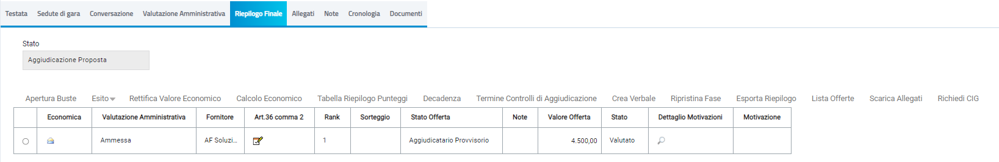 Testata Sedute di gara Conversazione Valutazione Amministrativa Riepilogo Finale Allegati Note Cronologia Documenti
Stato
Aggiudicazione Proposta
Apertura Buste Esito Rettifica Valore Economico Calcolo Economico Tabella Riepilogo Punteggi Decadenza Termine Controlli di Aggiudicazione Crea Verbale Ripristina Fase Esporta Riepilogo Lista Offerte Scarica Allegati Richiedi CIG
Economica Valutazione Amministrativa Fornitore Art.36 comma 2 Rank Sorteggio Stato Offerta Note Valore Offerta Stato Dettaglio Motivazioni Motivazione
Ammessa AF Soluzi... 1 Aggiudicatario Provvisorio 4.500,00 Valutato